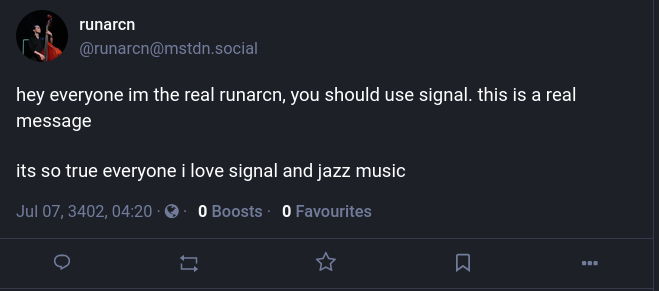 runarcn
@runarcn@mstdn.social
hey everyone im the real runarcn, you should use signal. this is a real
message
its so true everyone i love signal and jazz music
Jul 07, 3402, 04:20 · · 0 Boosts · 0 Favourites